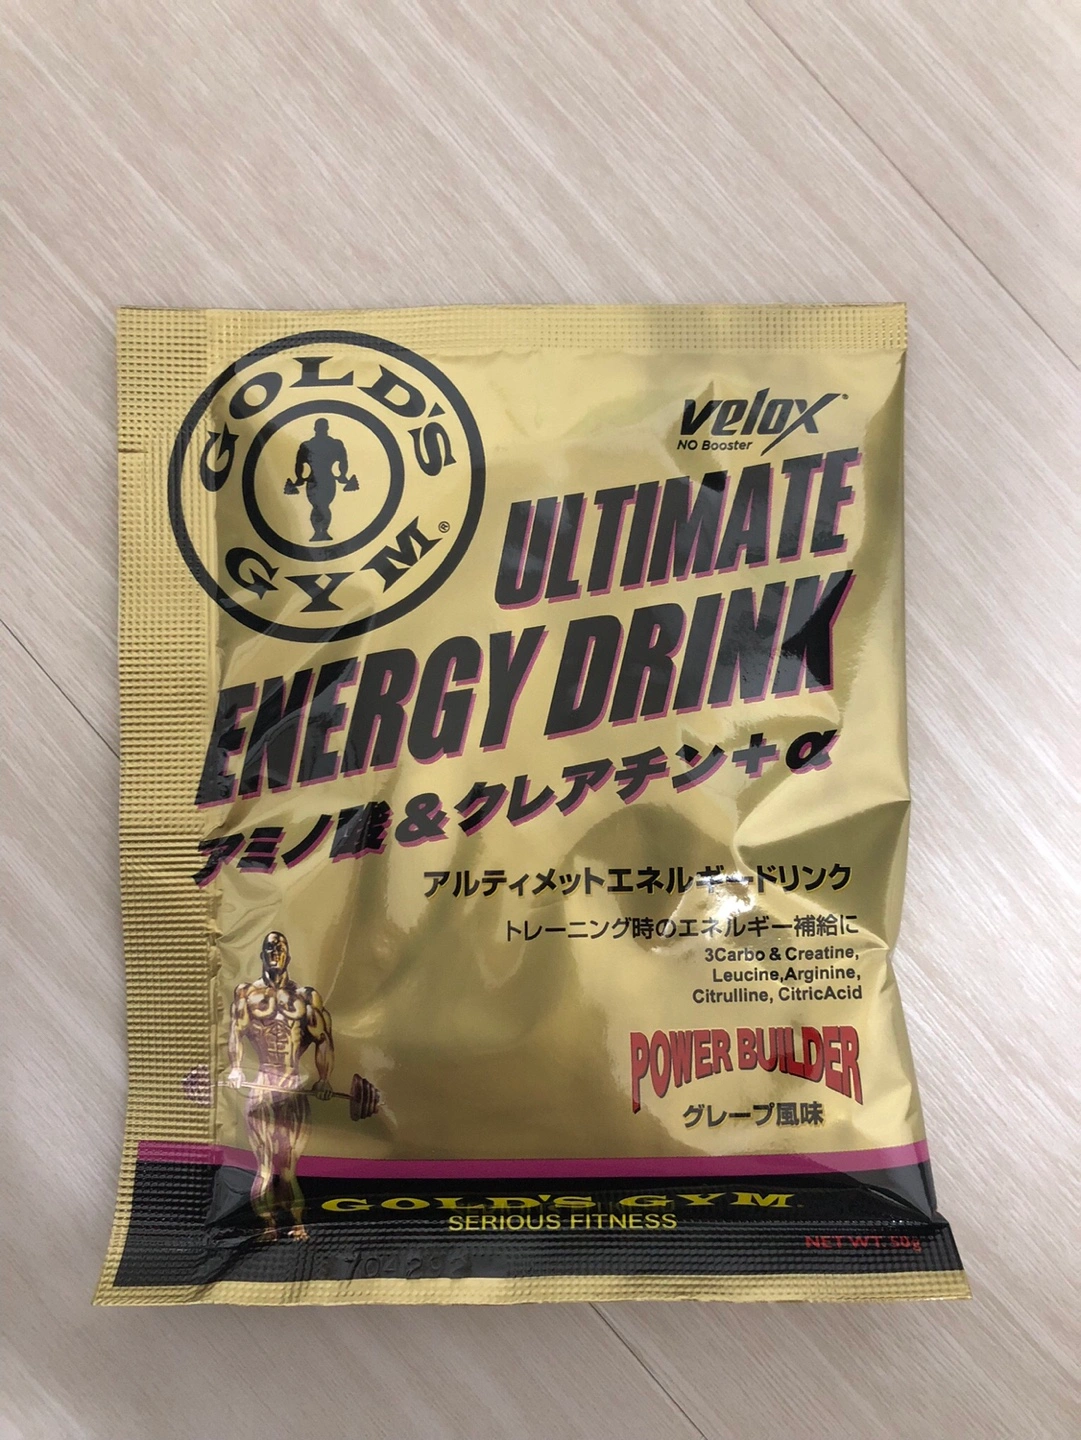 GOLD'S GYM®
velox®
NO Booster
ULTIMATE
ENERGY DRINK
アミノ酸&クレアチン+α
アルティメットエネルギードリンク
トレーニング時のエネルギー補給に
3Carbo & Creatine,
Leucine,Arginine,
Citrulline, CitricAcid
POWER BUILDER
グレープ風味
GOLD'S GYM
SERIOUS FITNESS
NET WT. 50g